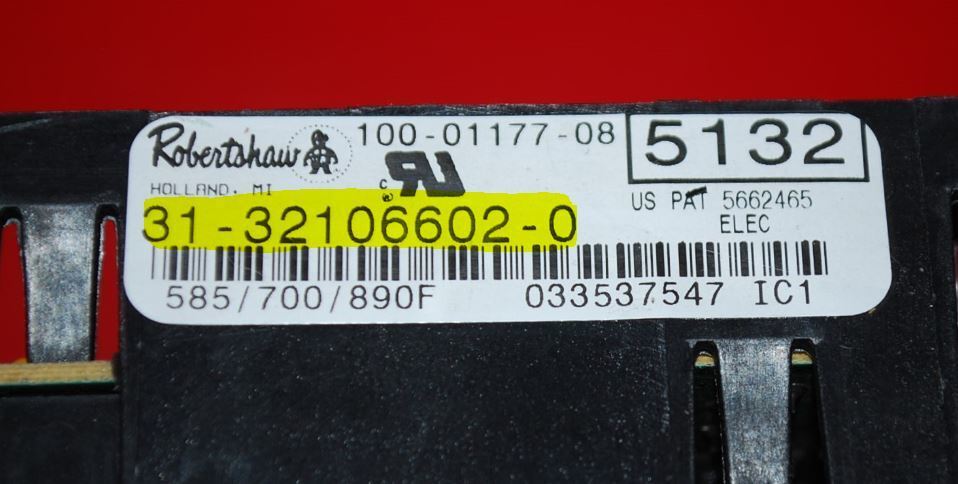 Robertshaw 100-01177-08 5132
HOLLAND, MI
31-32106602-0
US PAT 5662465
ELEC
585/700/890F 033537547 IC1